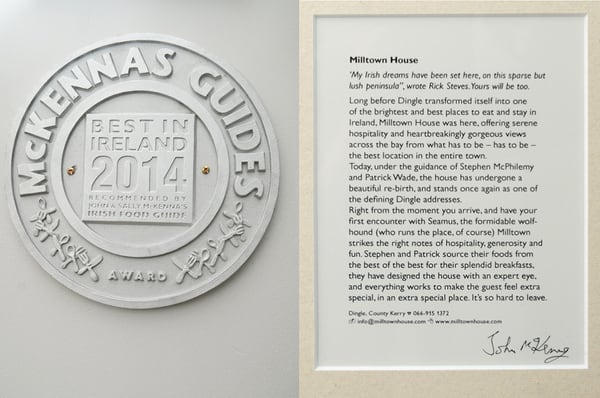 McKENNAS GUIDES
BEST IN
IRELAND
2014
RECOMMENDED BY
JOHN & SALLY McKENNA'S
IRISH FOOD GUIDE
AWARD
Milltown House
'My Irish dreams have been set here, on this sparse but
lush peninsula", wrote Rick Steves. Yours will be too.
Long before Dingle transformed itself into one
of the brightest and best places to eat and stay in
Ireland, Milltown House was here, offering serene
hospitality and heartbreakingly gorgeous views
across the bay from what has to be – has to be –
the best location in the entire town.
Today, under the guidance of Stephen McPhilemy
and Patrick Wade, the house has undergone a
beautiful re-birth, and stands once again as one of
the defining Dingle addresses.
Right from the moment you arrive, and have your
first encounter with Seamus, the formidable wolf-
hound (who runs the place, of course) Milltown
strikes the right notes of hospitality, generosity and
fun. Stephen and Patrick source their foods from
the best of the best for their splendid breakfasts,
they have designed the house with an expert eye,
and everything works to make the guest feel extra
special, in an extra special place. It's so hard to leave.
Dingle, County Kerry ☎ 066-915 1372
info@milltownhouse.com www.milltownhouse.com
John McKenna